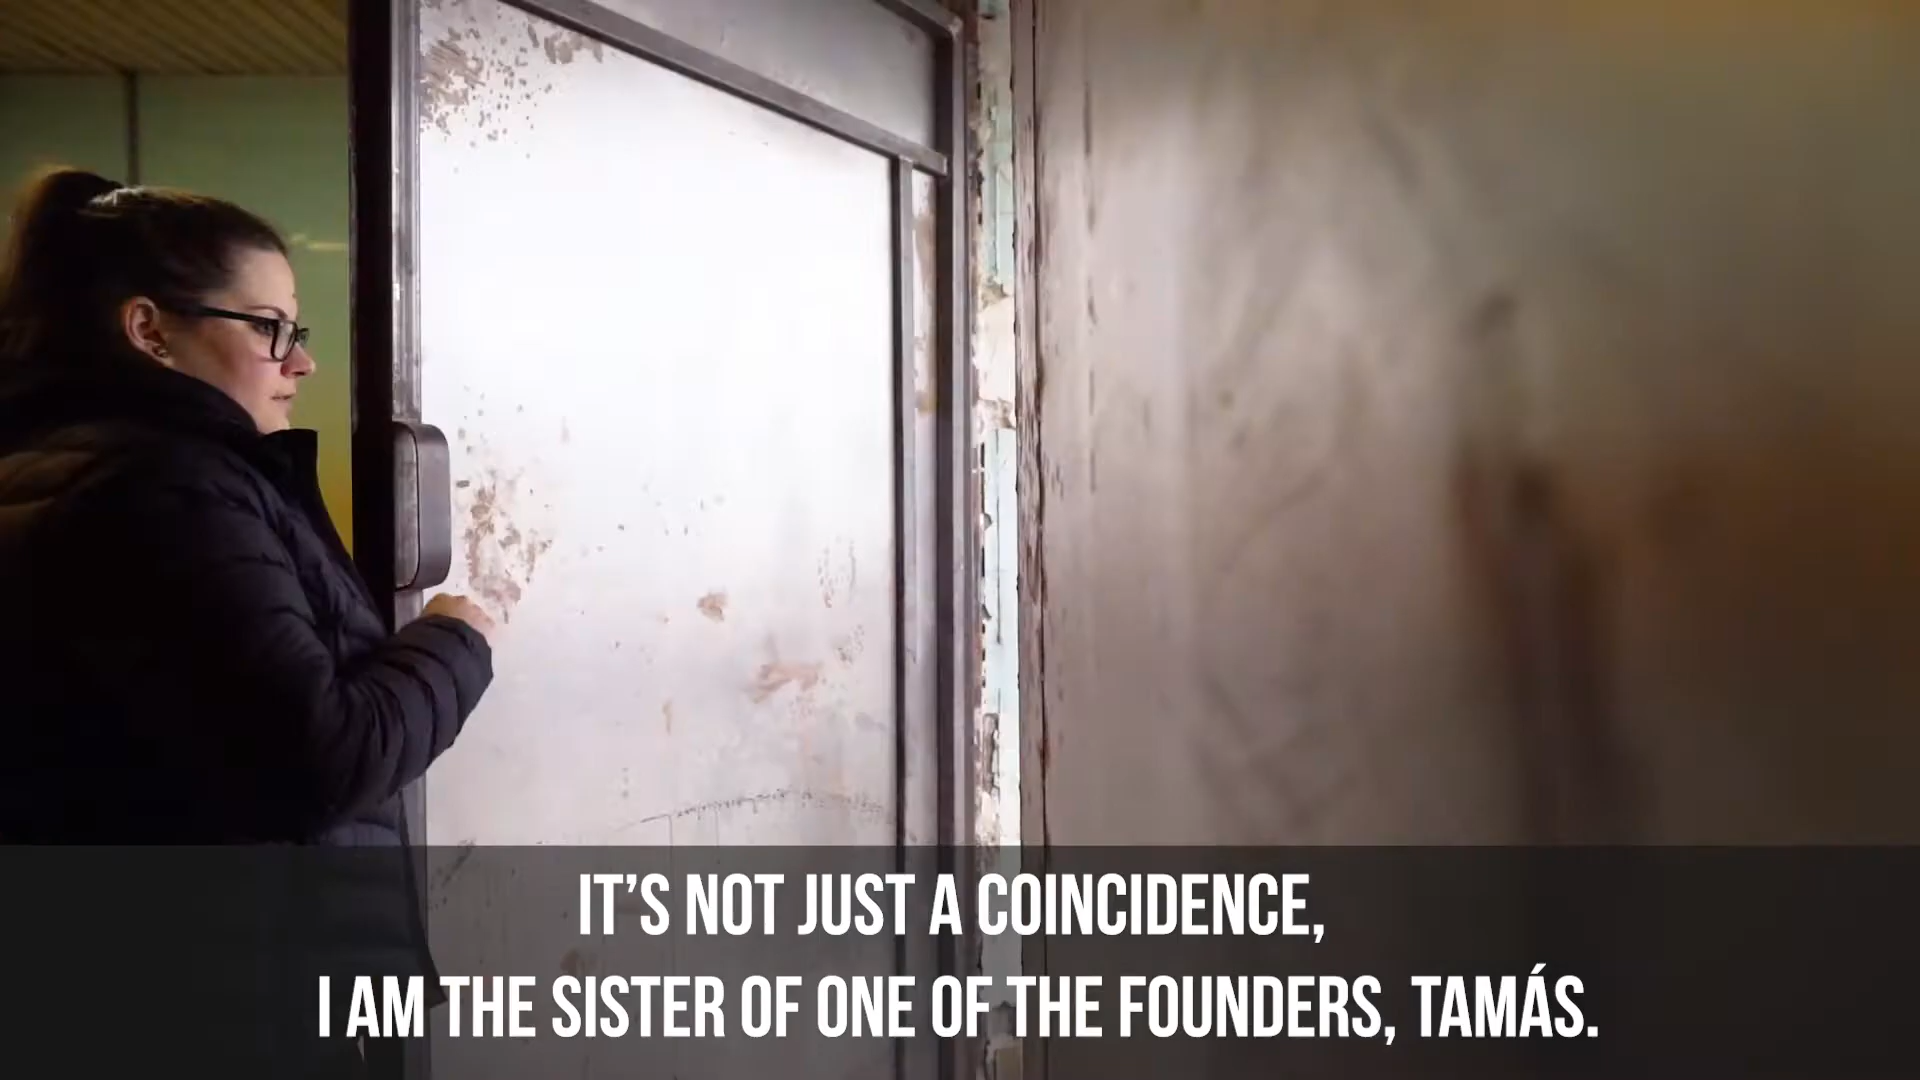 IT’S NOT JUST A COINCIDENCE,
I AM THE SISTER OF ONE OF THE FOUNDERS, TAMÁS.